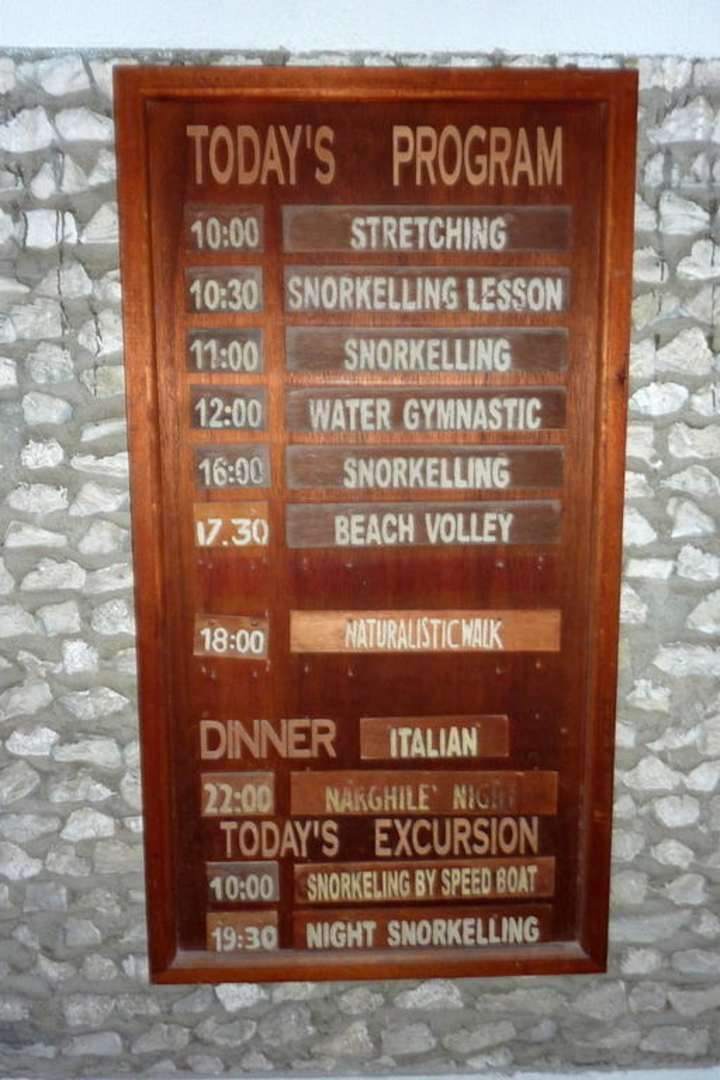 TODAY'S PROGRAM
10:00 STRETCHING
10:30 SNORKELLING LESSON
11:00 SNORKELLING
12:00 WATER GYMNASTIC
16:00 SNORKELLING
17.30 BEACH VOLLEY
18:00 NATURALISTIC WALK
DINNER ITALIAN
22:00 NARGHILE' NIGHT
TODAY'S EXCURSION
10:00 SNORKELING BY SPEED BOAT
19:30 NIGHT SNORKELLING